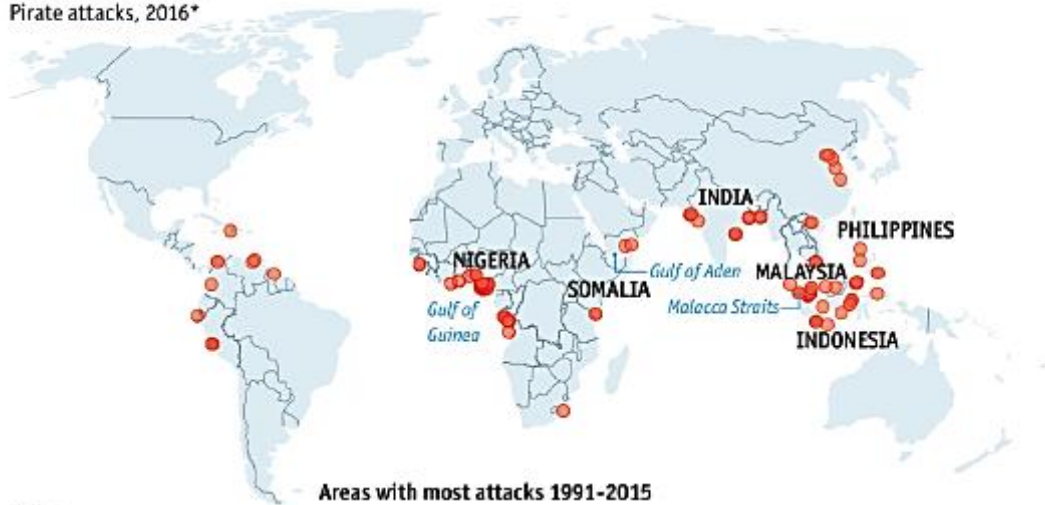 Pirate attacks, 2016*
INDIA
PHILIPPINES
NIGERIA
Gulf of Aden
MALAYSIA
SOMALIA
Gulf of
Guinea
Malacca Straits
INDONESIA
Areas with most attacks 1991-2015